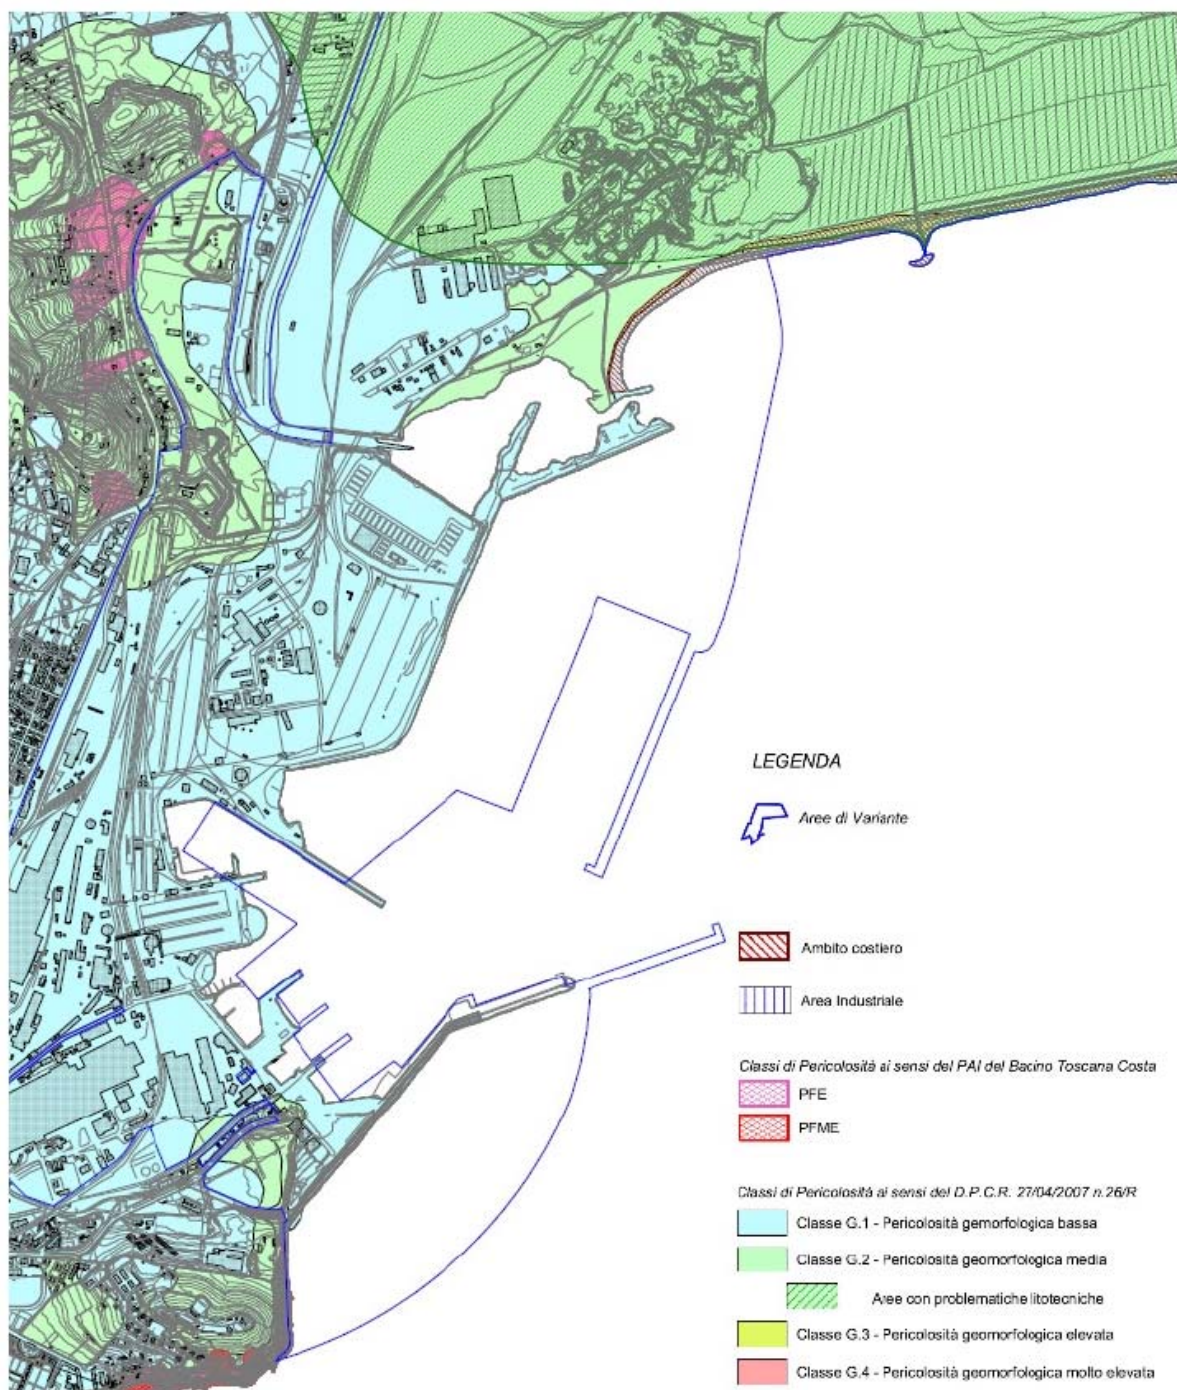 LEGENDA
Aree di Variante
Ambito costiero
Area Industriale
Classi di Pericolosità ai sensi del PAI del Bacino Toscana Costa
PFE
PFME
Classi di Pericolosità ai sensi del D.P.C.R. 27/04/2007 n.26/R
Classe G.1 - Pericolosità gemorfologica bassa
Classe G.2 - Pericolosità geomorfologica media
Aree con problematiche litotecniche
Classe G.3 - Pericolosità geomorfologica elevata
Classe G.4 - Pericolosità geomorfologica molto elevata